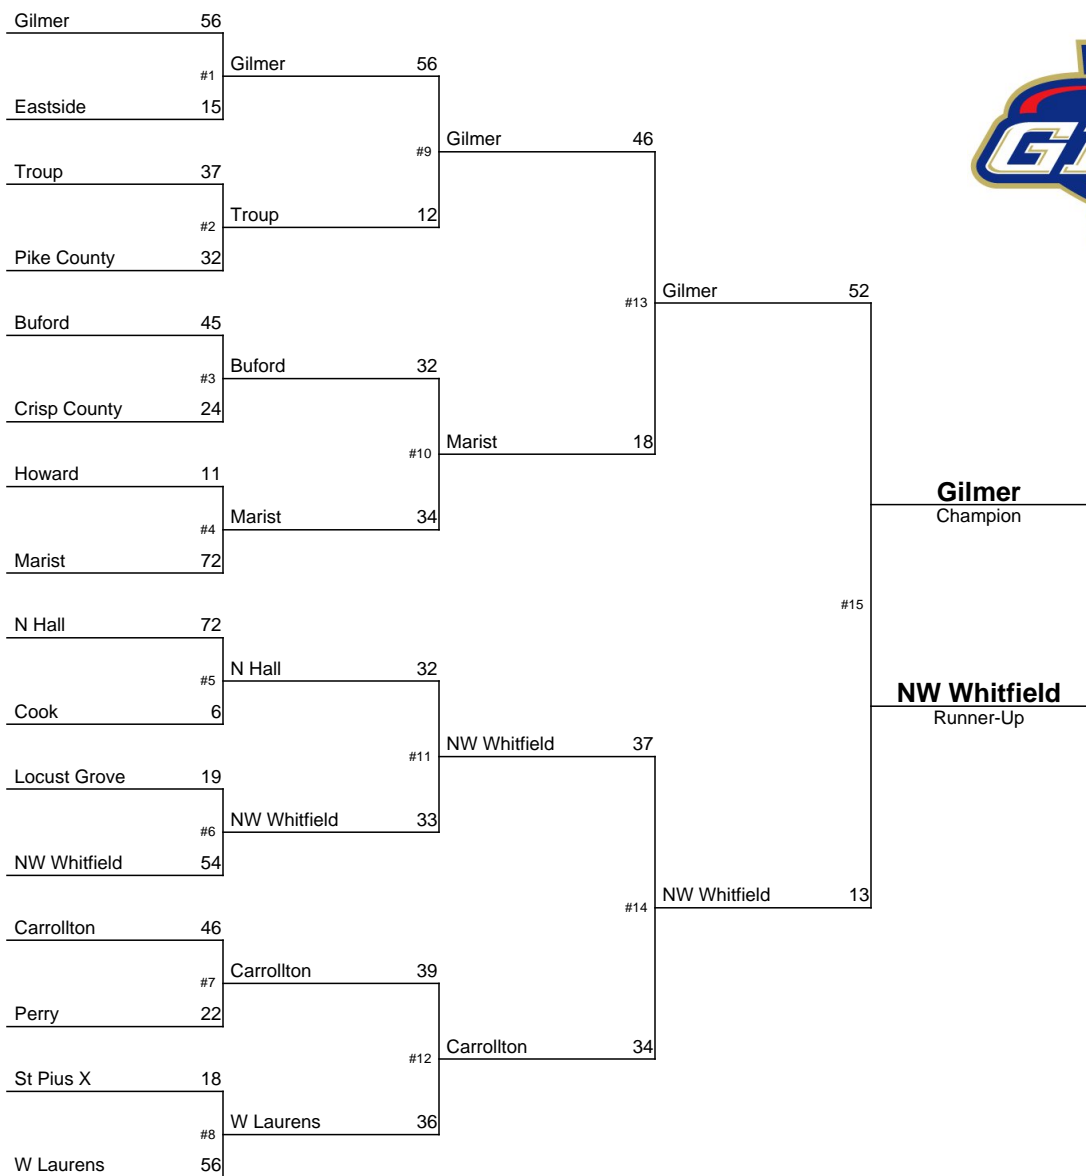 Gilmer 56
#1 Gilmer 56
Eastside 15
#9 Gilmer 46
Troup 37
#2 Troup 12
Pike County 32
#13 Gilmer 52
Buford 45
#3 Buford 32
Crisp County 24
#10 Marist 18
Howard 11
#4 Marist 34
Marist 72
Gilmer
Champion
#15
N Hall 72
#5 N Hall 32
Cook 6
NW Whitfield
Runner-Up
#11 NW Whitfield 37
Locust Grove 19
#6 NW Whitfield 33
NW Whitfield 54
#14 NW Whitfield 13
Carrollton 46
#7 Carrollton 39
Perry 22
#12 Carrollton 34
St Pius X 18
#8 W Laurens 36
W Laurens 56